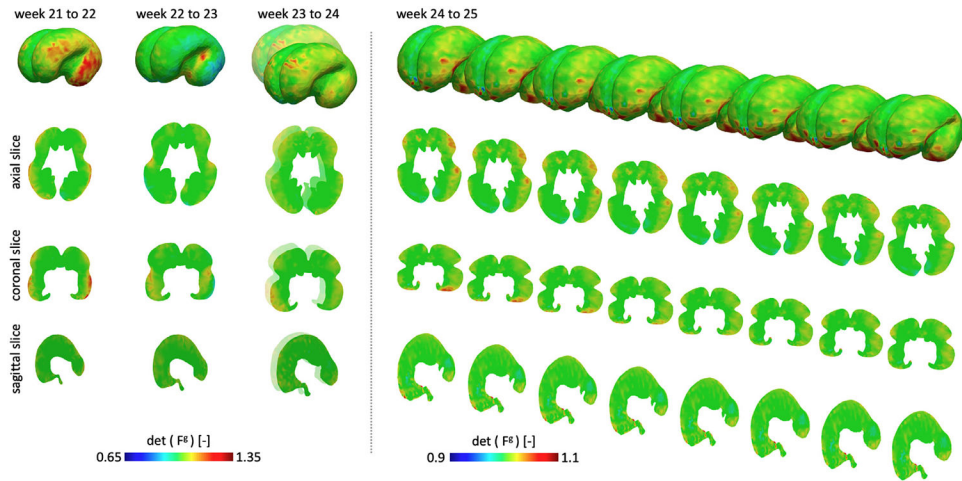 week 21 to 22
week 22 to 23
week 23 to 24
week 24 to 25
axial slice
coronal slice
sagittal slice
det ( Fᵍ ) [-]
0.65
1.35
det ( Fᵍ ) [-]
0.9
1.1